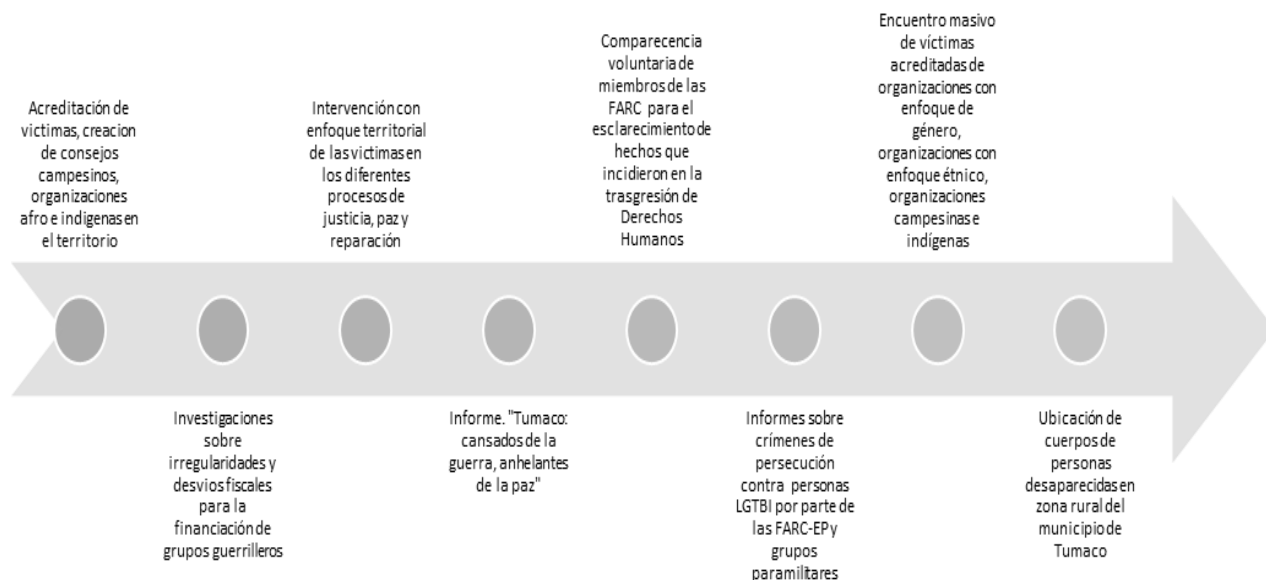 Acreditación de
victimas, creacion
de consejos
campesinos,
organizaciones
afro e indigenas en
el territorio
Investigaciones
sobre
irregularidades y
desvios fiscales
para la
financiación de
grupos guerrilleros
Intervención con
enfoque territorial
de las victimas en
los diferentes
procesos de
justicia, paz y
reparación
Informe. "Tumaco:
cansados de la
guerra, anhelantes
de la paz"
Comparecencia
voluntaria de
miembros de las
FARC para el
esclarecimiento de
hechos que
incidieron en la
trasgresión de
Derechos
Humanos
Informes sobre
crímenes de
persecución
contra personas
LGTBI por parte de
las FARC-EP y
grupos
paramilitares
Encuentro masivo
de víctimas
acreditadas de
organizaciones con
enfoque de
género,
organizaciones con
enfoque étnico,
organizaciones
campesinas e
indígenas
Ubicación de
cuerpos de
personas
desaparecidas en
zona rural del
municipio de
Tumaco